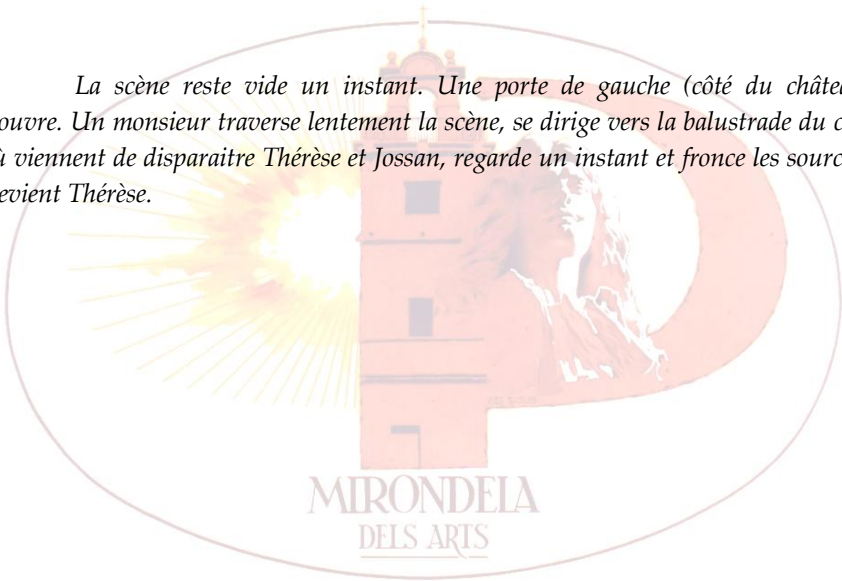 La scène reste vide un instant. Une porte de gauche (côté du châte
ouvre. Un monsieur traverse lentement la scène, se dirige vers la balustrade du c
viennent de disparaitre Thérèse et Jossan, regarde un instant et fronce les sourc
evient Thérèse.
MIRONDELA
DELS ARTS